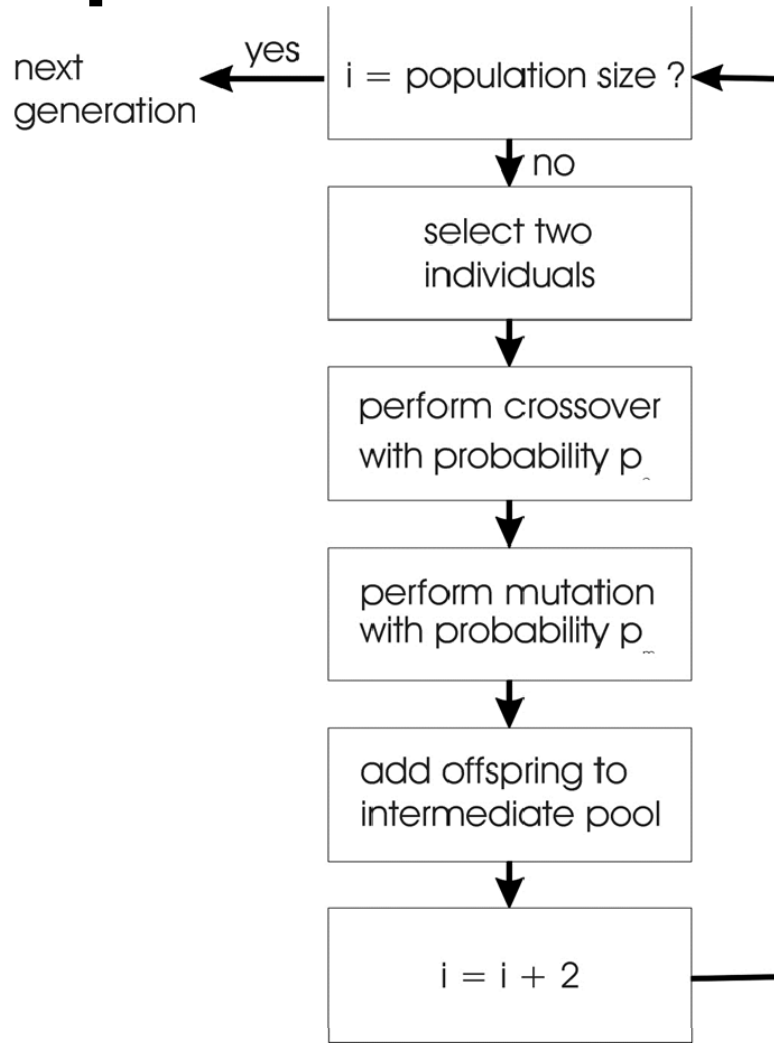 yes
next
generation
i = population size ?
no
select two
individuals
perform crossover
with probability p
perform mutation
with probability p
add offspring to
intermediate pool
i = i + 2